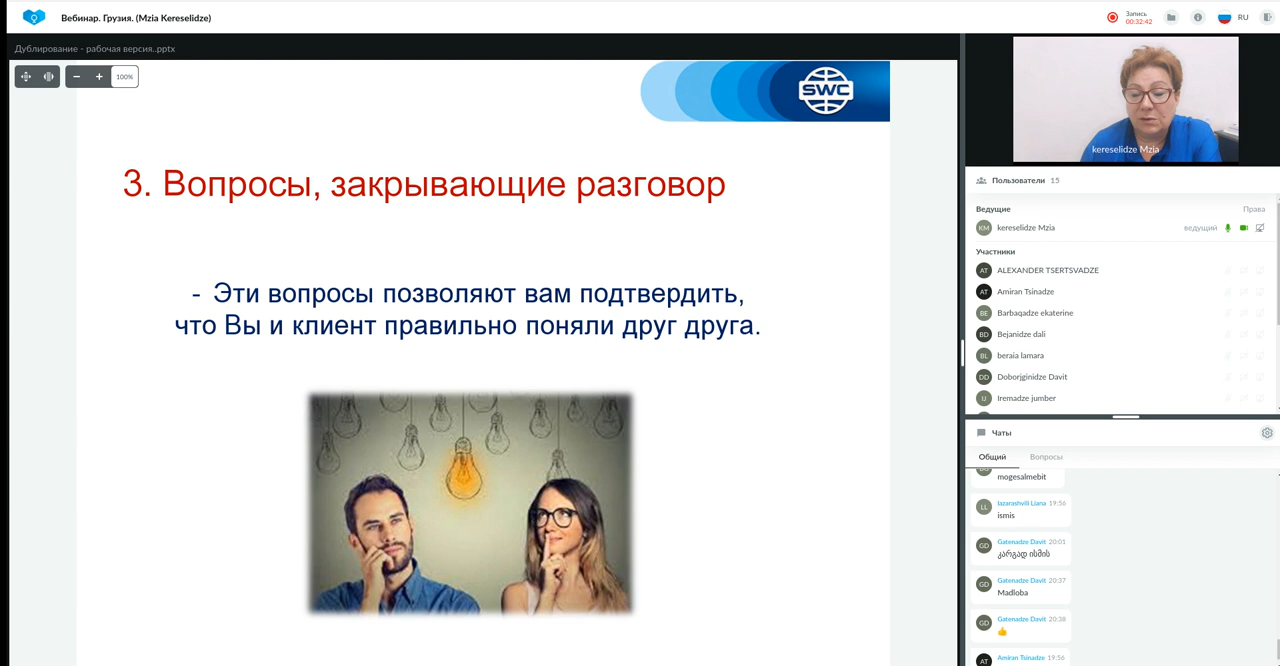 Вебинар. Грузия. (Mzia Kereselidze)
Запись
00:32:42
RU
Дублирование - рабочая версия..pptx
100%
SWC
3. Вопросы, закрывающие разговор
- Эти вопросы позволяют вам подтвердить,
что Вы и клиент правильно поняли друг друга.
kereselidze Mzia
Пользователи 15
Ведущие Права
KM kereselidze Mzia ведущий
Участники
AT ALEXANDER TSERTSVADZE
AT Amiran Tsinadze
BE Barbaqadze ekaterine
BD Bejanidze dali
BL beraia lamara
DD Doborjginidze Davit
IJ Iremadze jumber
Чаты
Общий Вопросы
mogesalmebit
LL lazarashvili Liana 19:56
ismis
GD Gatenadze Davit 20:01
კარგად ისმის
GD Gatenadze Davit 20:37
Madloba
GD Gatenadze Davit 20:38
👍
AT Amiran Tsinadze 19:56